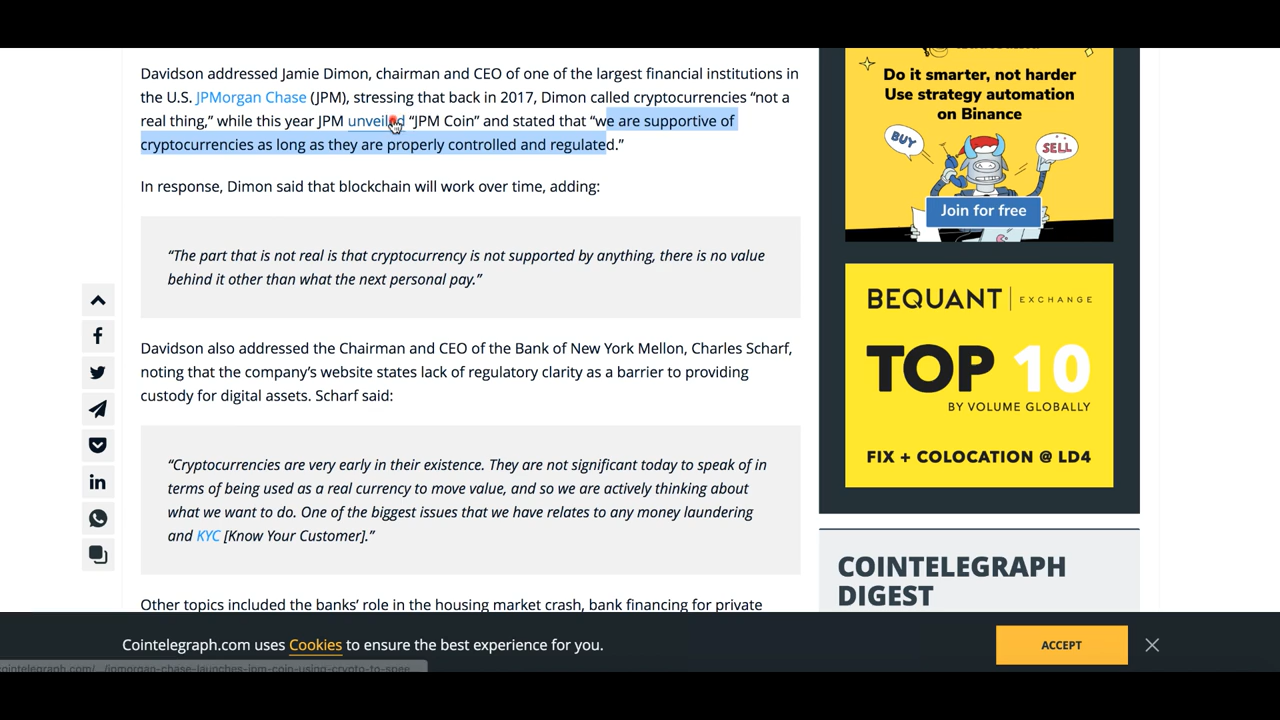 Davidson addressed Jamie Dimon, chairman and CEO of one of the largest financial institutions in
the U.S. JPMorgan Chase (JPM), stressing that back in 2017, Dimon called cryptocurrencies “not a
real thing,” while this year JPM unveiled “JPM Coin” and stated that “we are supportive of
cryptocurrencies as long as they are properly controlled and regulated.”
In response, Dimon said that blockchain will work over time, adding:
“The part that is not real is that cryptocurrency is not supported by anything, there is no value
behind it other than what the next personal pay.”
Davidson also addressed the Chairman and CEO of the Bank of New York Mellon, Charles Scharf,
noting that the company’s website states lack of regulatory clarity as a barrier to providing
custody for digital assets. Scharf said:
“Cryptocurrencies are very early in their existence. They are not significant today to speak of in
terms of being used as a real currency to move value, and so we are actively thinking about
what we want to do. One of the biggest issues that we have relates to any money laundering
and KYC [Know Your Customer].”
Other topics included the banks’ role in the housing market crash, bank financing for private
Do it smarter, not harder
Use strategy automation
on Binance
BUY
SELL
Join for free
BEQUANT | EXCHANGE
TOP 10
BY VOLUME GLOBALLY
FIX + COLOCATION @ LD4
COINTELEGRAPH
DIGEST
Cointelegraph.com uses Cookies to ensure the best experience for you.
ACCEPT
cointelegraph.com/.../jpmorgan-chase-launches-jpm-coin-using-crypto-to-spee...